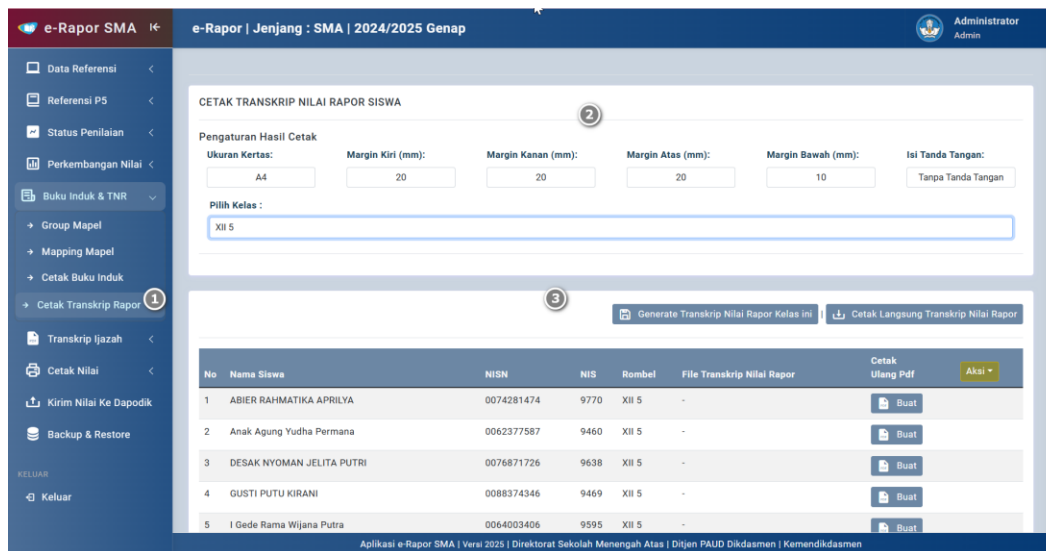 e-Rapor SMA
e-Rapor | Jenjang : SMA | 2024/2025 Genap
Administrator
Admin
Data Referensi
Referensi P5
Status Penilaian
Perkembangan Nilai
Buku Induk & TNR
Group Mapel
Mapping Mapel
Cetak Buku Induk
Cetak Transkrip Rapor 1
Transkrip Ijazah
Cetak Nilai
Kirim Nilai Ke Dapodik
Backup & Restore
KELUAR
Keluar
CETAK TRANSKRIP NILAI RAPOR SISWA
2
Pengaturan Hasil Cetak
Ukuran Kertas: Margin Kiri (mm): Margin Kanan (mm): Margin Atas (mm): Margin Bawah (mm): Isi Tanda Tangan:
A4 20 20 20 10 Tanpa Tanda Tangan
Pilih Kelas :
XII 5
3
Generate Transkrip Nilai Rapor Kelas ini | Cetak Langsung Transkrip Nilai Rapor
No Nama Siswa NISN NIS Rombel File Transkrip Nilai Rapor Cetak Ulang Pdf Aksi
1 ABIER RAHMATIKA APRILYA 0074281474 9770 XII 5 - Buat
2 Anak Agung Yudha Permana 0062377587 9460 XII 5 - Buat
3 DESAK NYOMAN JELITA PUTRI 0076871726 9638 XII 5 - Buat
4 GUSTI PUTU KIRANI 0088374346 9469 XII 5 - Buat
5 I Gede Rama Wijana Putra 0064003406 9595 XII 5 - Buat
Aplikasi e-Rapor SMA | Versi 2025 | Direktorat Sekolah Menengah Atas | Ditjen PAUD Dikdasmen | Kemendikdasmen